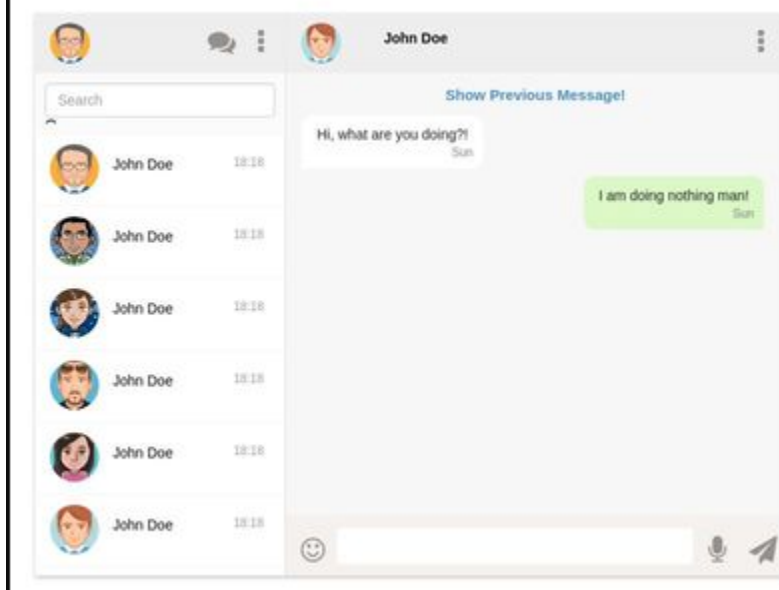 John Doe
Search
John Doe 18:18
John Doe 18:18
John Doe 18:18
John Doe 18:18
John Doe 18:18
John Doe 18:18
Show Previous Message!
Hi, what are you doing?!
Sun
I am doing nothing man!
Sun